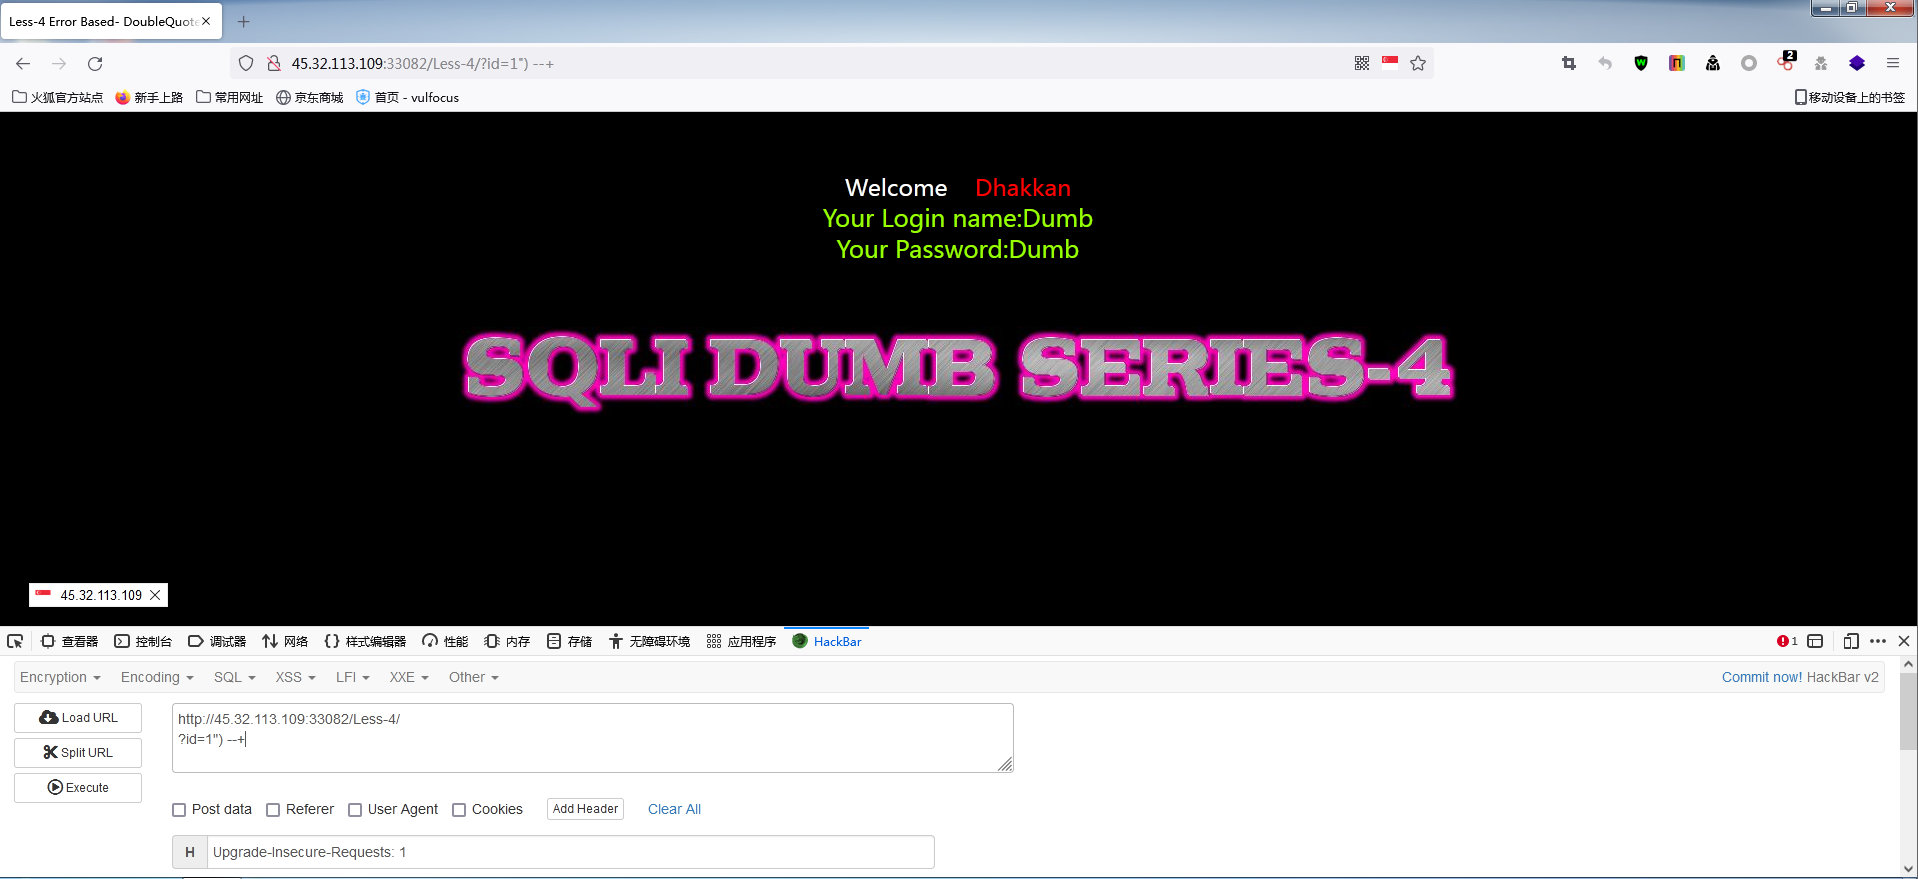 Less-4 Error Based- DoubleQuote
45.32.113.109:33082/Less-4/?id=1") --+
2
火狐官方站点 新手上路 常用网址 京东商城 首页 - vulfocus 移动设备上的书签
Welcome Dhakkan
Your Login name:Dumb
Your Password:Dumb
SQLI DUMB SERIES-4
45.32.113.109
查看器 控制台 调试器 网络 样式编辑器 性能 内存 存储 无障碍环境 应用程序 HackBar 1
Encryption Encoding SQL XSS LFI XXE Other Commit now! HackBar v2
Load URL
Split URL
Execute
http://45.32.113.109:33082/Less-4/
?id=1") --+
Post data Referer User Agent Cookies Add Header Clear All
H Upgrade-Insecure-Requests: 1